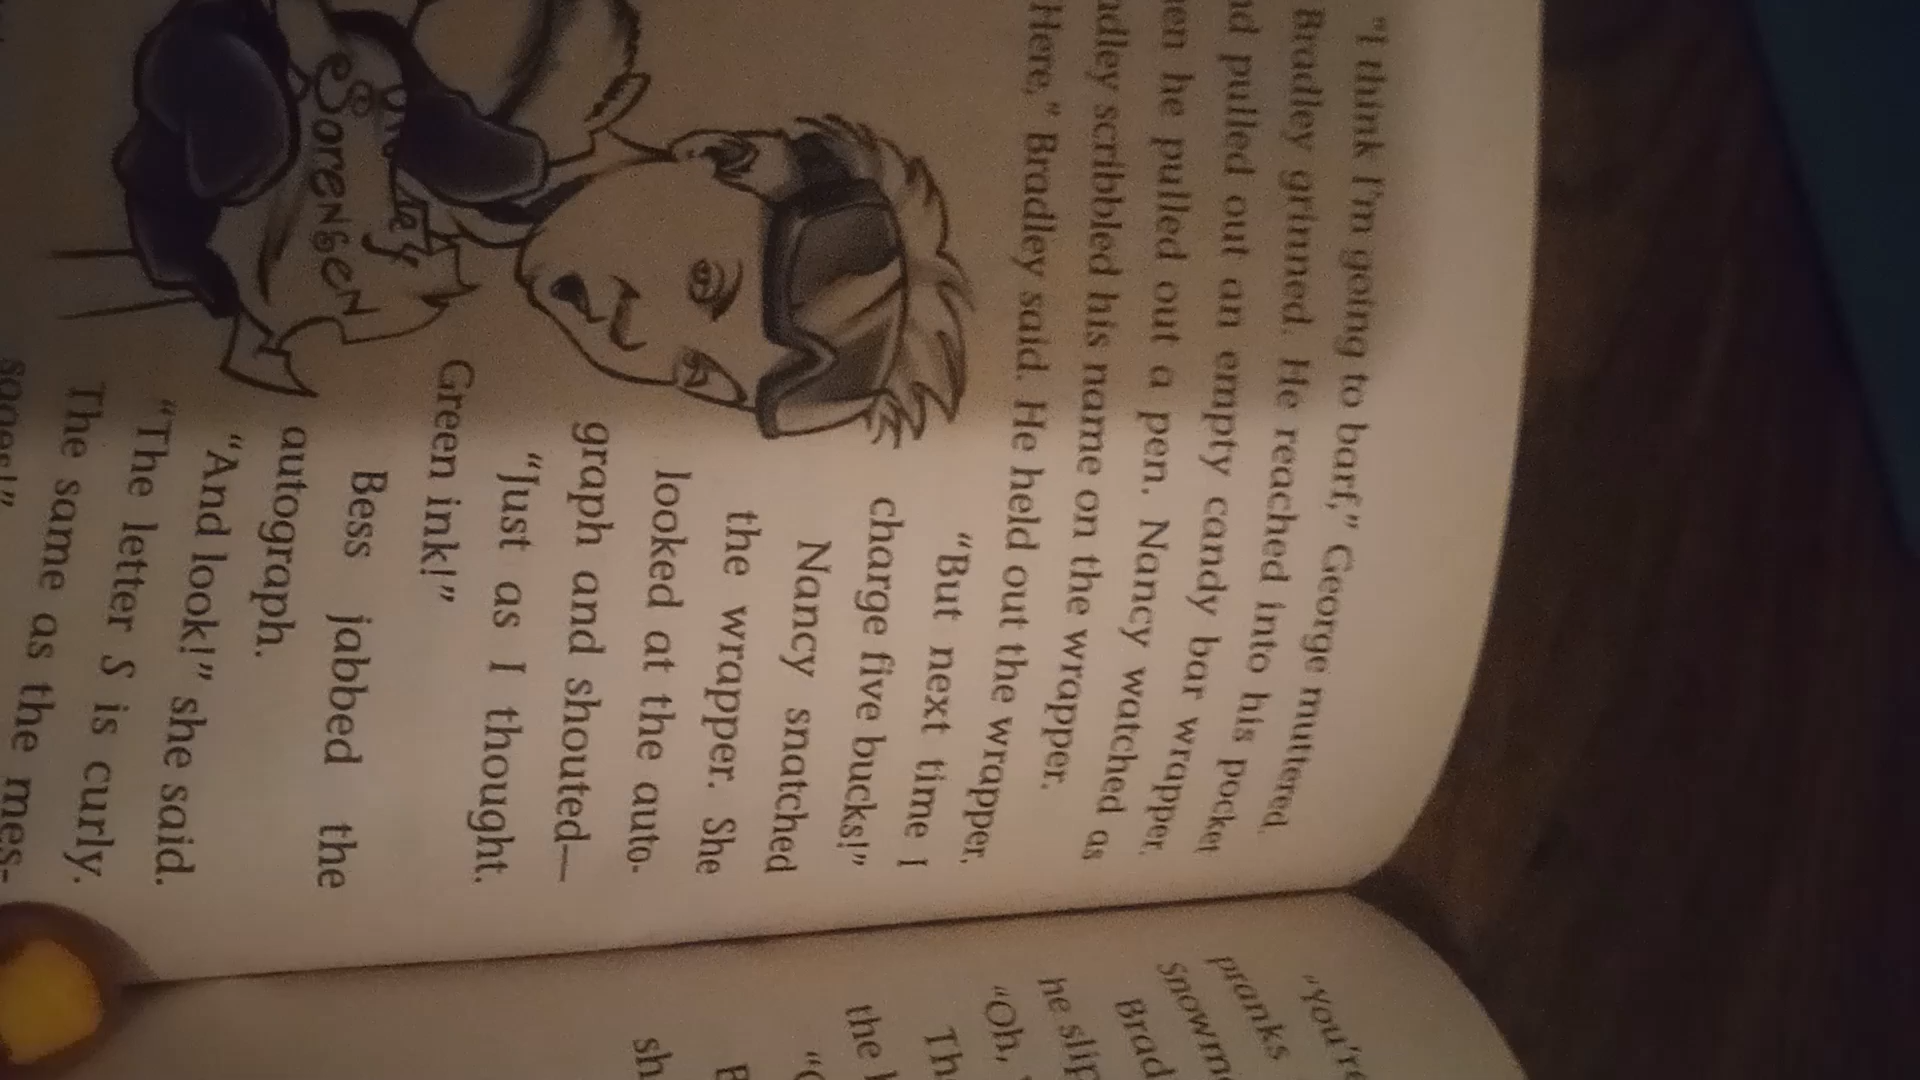 "I think I'm going to barf," George muttered.
Bradley grinned. He reached into his pocket
pulled out an empty candy bar wrapper.
he pulled out a pen. Nancy watched as
scribbled his name on the wrapper.
Here," Bradley said. He held out the wrapper.
"But next time I
charge five bucks!"
Nancy snatched
the wrapper. She
looked at the auto-
graph and shouted—
"Just as I thought.
Green ink!"
Bess jabbed the
autograph.
"And look!" she said.
"The letter S is curly.
The same as the mes-
SORENSEN
"You're
pranks
snowm
Brad
he slip
"Oh,
Th
the
sh